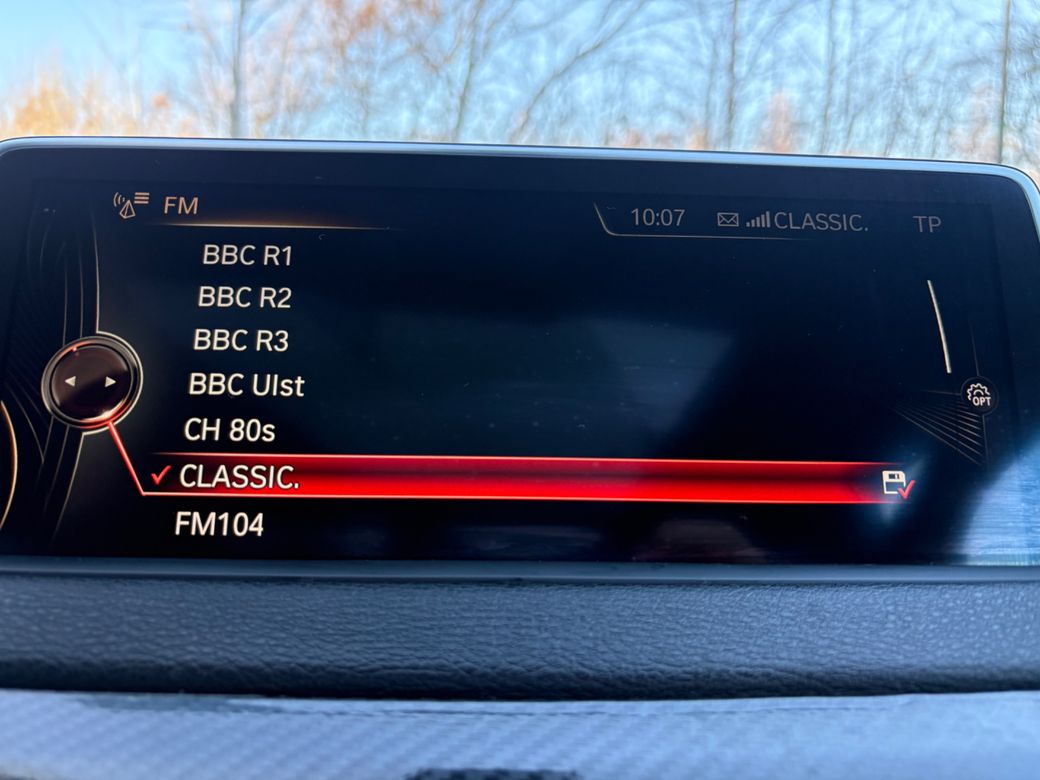 FM
10:07 CLASSIC. TP
BBC R1
BBC R2
BBC R3
BBC Ulst
CH 80s
CLASSIC.
FM104
OPT